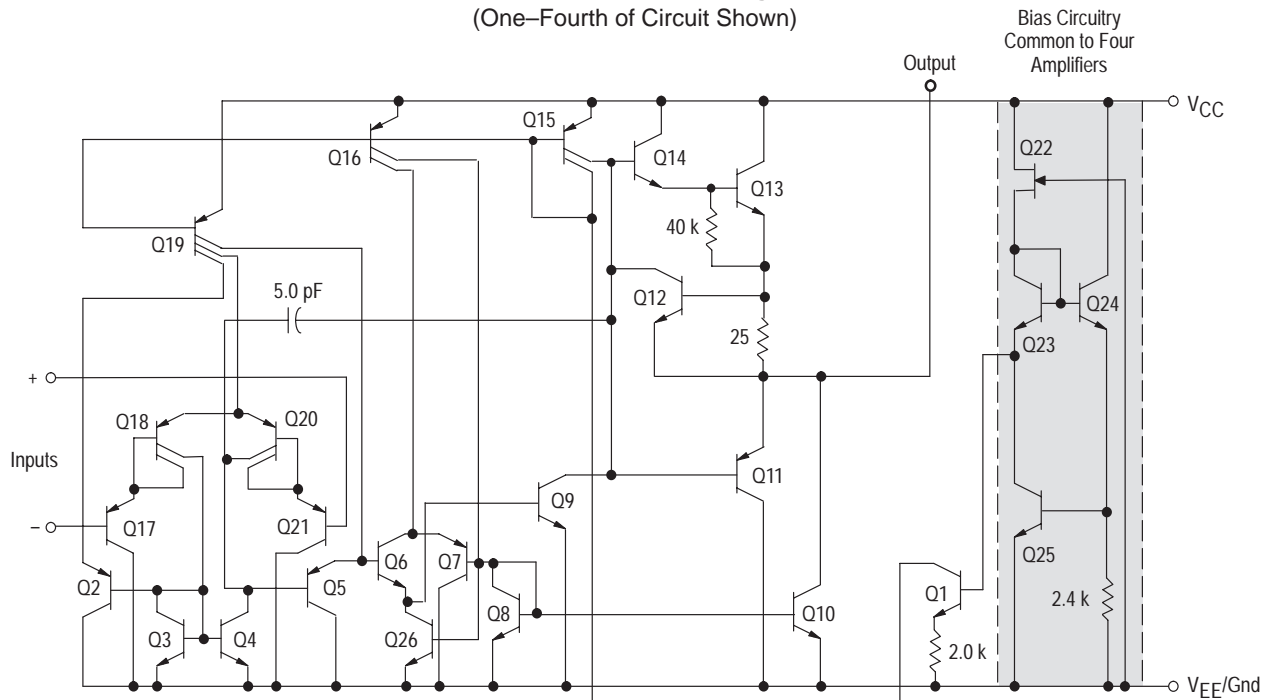 (One–Fourth of Circuit Shown)
Bias Circuitry
Common to Four
Amplifiers
Output
VCC
Q15
Q22
Q16
Q14
Q13
Q19
40 k
5.0 pF
Q12
Q24
25
Q23
+
Q18
Q20
Inputs
Q9
Q11
–
Q17
Q21
Q6
Q7
Q25
Q2
Q5
Q1
2.4 k
Q3
Q4
Q26
Q8
Q10
2.0 k
VEE/Gnd